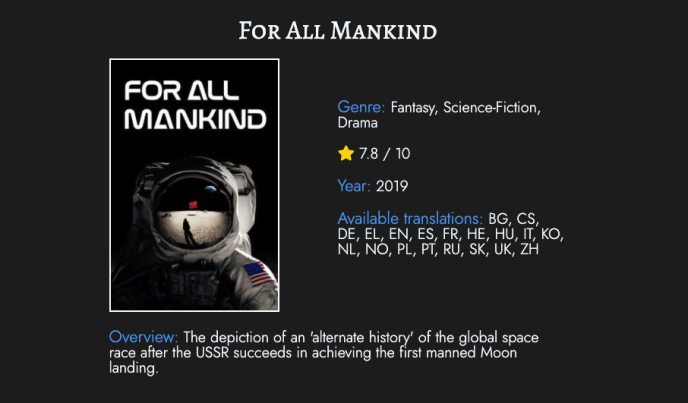 For All Mankind
FOR ALL
MANKIND
Genre: Fantasy, Science-Fiction,
Drama
7.8 / 10
Year: 2019
Available translations: BG, CS,
DE, EL, EN, ES, FR, HE, HU, IT, KO,
NL, NO, PL, PT, RU, SK, UK, ZH
Overview: The depiction of an 'alternate history' of the global space
race after the USSR succeeds in achieving the first manned Moon
landing.